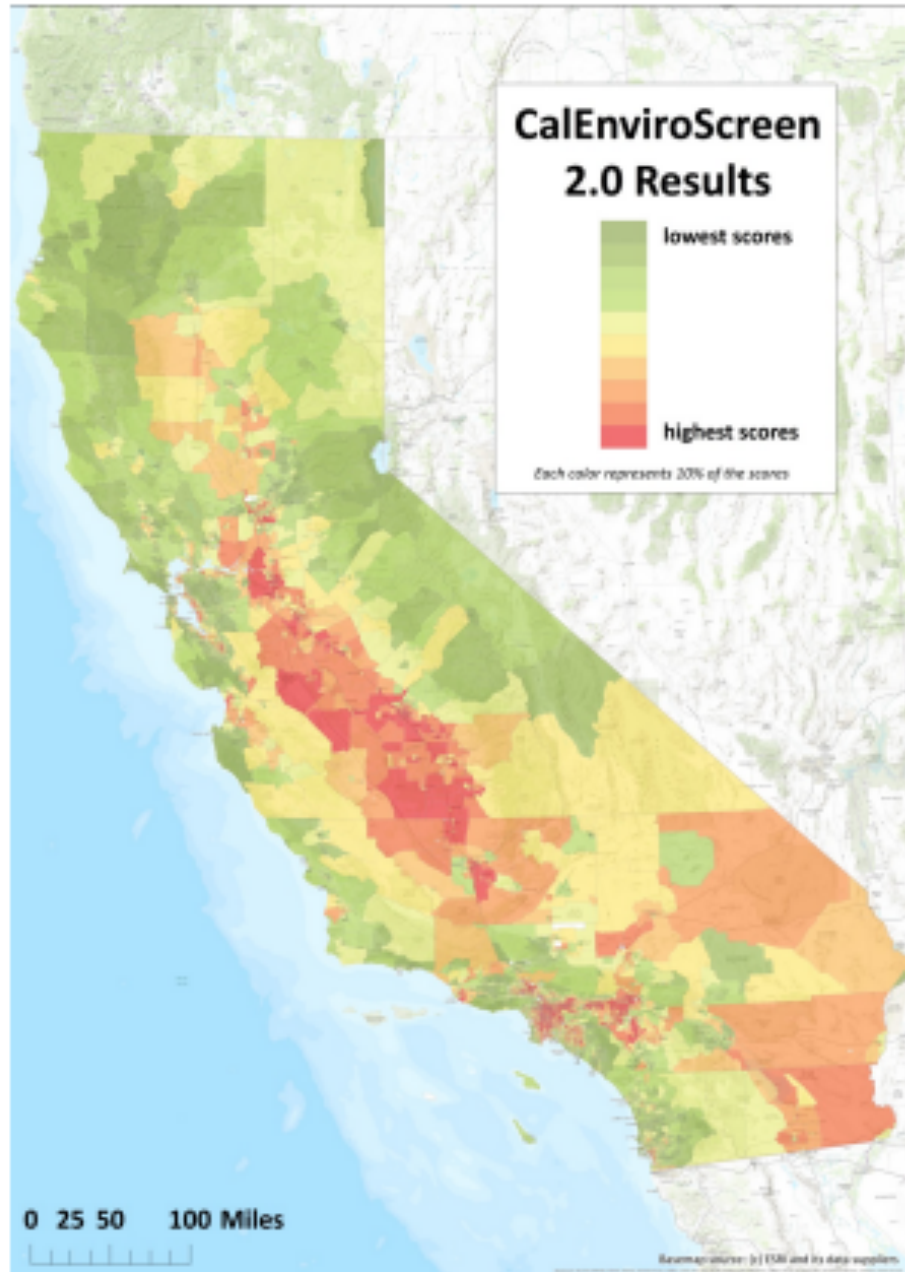 CalEnviroScreen
2.0 Results
lowest scores
highest scores
Each color represents 10% of the scores
0 25 50 100 Miles
Basemap source: (c) ESRI and its data suppliers